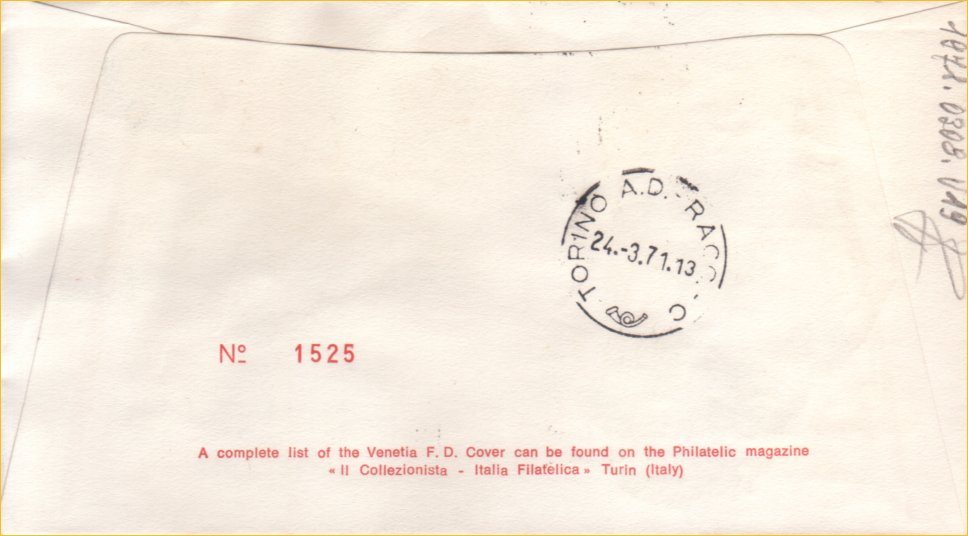 TORINO A.D. - RACC. - C
24.-3.71.13
Nº 1525
A complete list of the Venetia F.D. Cover can be found on the Philatelic magazine
« Il Collezionista - Italia Filatelica » Turin (Italy)